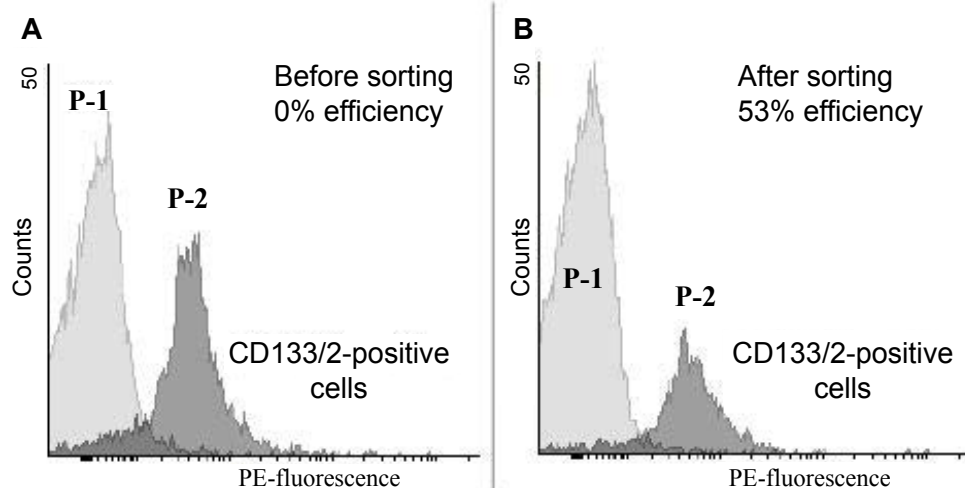 A
50
P-1
Before sorting
0% efficiency
P-2
Counts
CD133/2-positive
cells
PE-fluorescence
B
50
After sorting
53% efficiency
P-1
P-2
Counts
CD133/2-positive
cells
PE-fluorescence